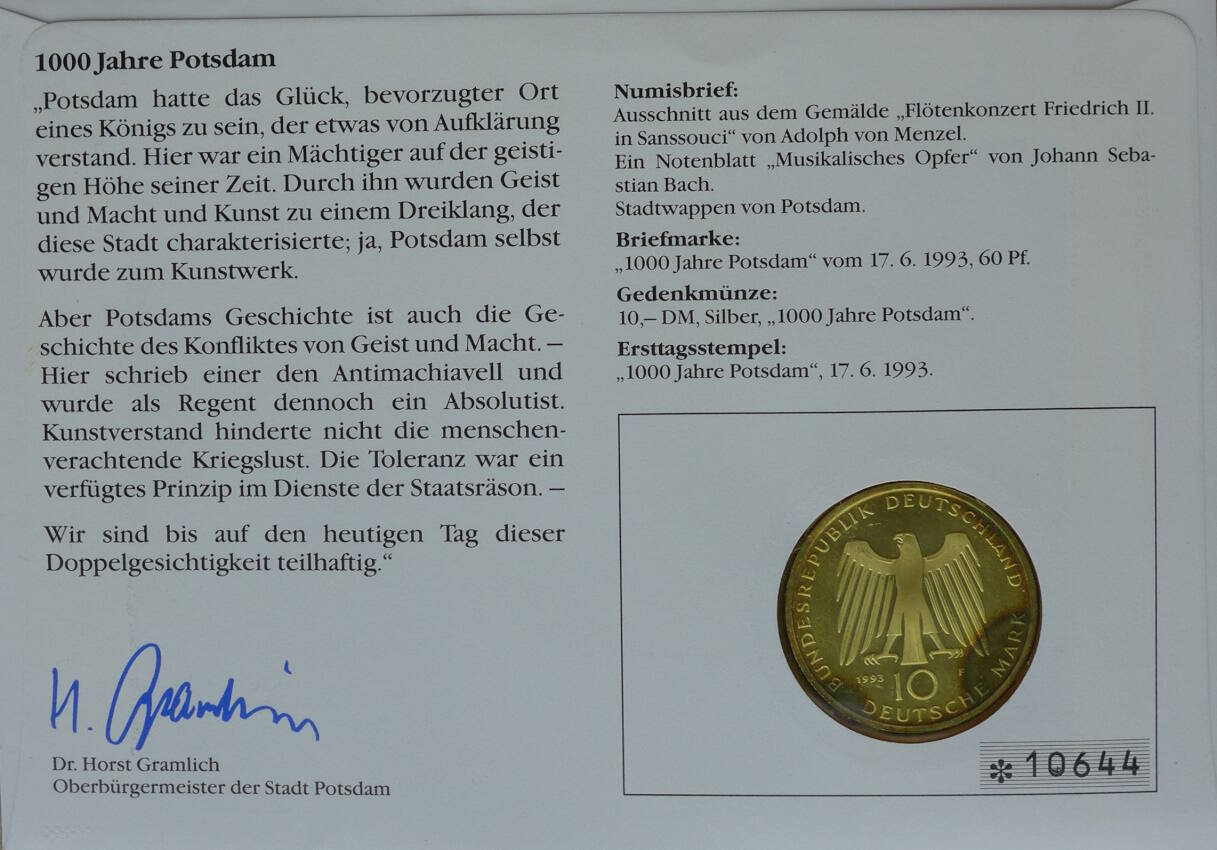 1000 Jahre Potsdam
„Potsdam hatte das Glück, bevorzugter Ort
eines Königs zu sein, der etwas von Aufklärung
verstand. Hier war ein Mächtiger auf der geisti-
gen Höhe seiner Zeit. Durch ihn wurden Geist
und Macht und Kunst zu einem Dreiklang, der
diese Stadt charakterisierte; ja, Potsdam selbst
wurde zum Kunstwerk.
Aber Potsdams Geschichte ist auch die Ge-
schichte des Konfliktes von Geist und Macht. –
Hier schrieb einer den Antimachiavell und
wurde als Regent dennoch ein Absolutist.
Kunstverstand hinderte nicht die menschen-
verachtende Kriegslust. Die Toleranz war ein
verfügtes Prinzip im Dienste der Staatsräson. –
Wir sind bis auf den heutigen Tag dieser
Doppelgesichtigkeit teilhaftig.“
H. Gramlich
Dr. Horst Gramlich
Oberbürgermeister der Stadt Potsdam
Numisbrief:
Ausschnitt aus dem Gemälde „Flötenkonzert Friedrich II.
in Sanssouci“ von Adolph von Menzel.
Ein Notenblatt „Musikalisches Opfer“ von Johann Seba-
stian Bach.
Stadtwappen von Potsdam.
Briefmarke:
„1000 Jahre Potsdam“ vom 17. 6. 1993, 60 Pf.
Gedenkmünze:
10,– DM, Silber, „1000 Jahre Potsdam“.
Ersttagsstempel:
„1000 Jahre Potsdam“, 17. 6. 1993.
BUNDESREPUBLIK DEUTSCHLAND
1993 10 F
DEUTSCHE MARK
*10644